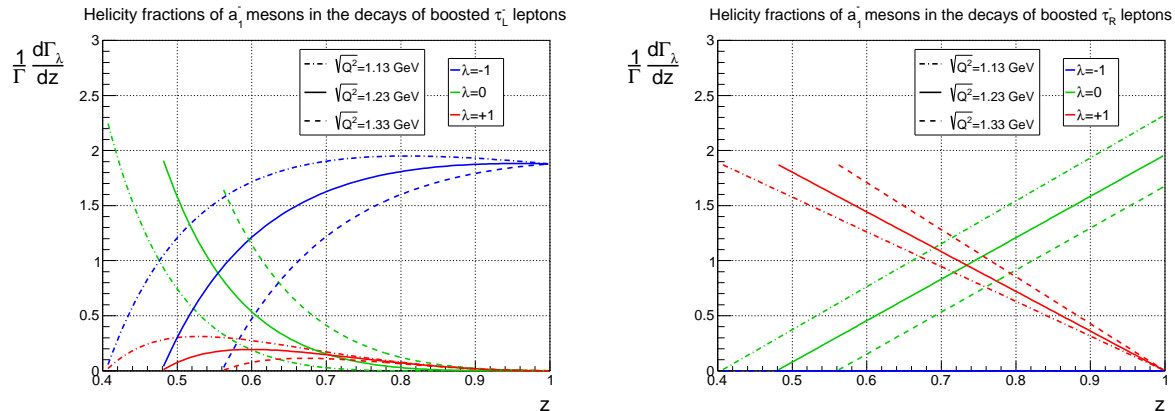 Helicity fractions of a₁⁻ mesons in the decays of boosted τ_L⁻ leptons
1/Γ dΓ_λ/dz
3
2.5
2
1.5
1
0.5
0
0.4 0.5 0.6 0.7 0.8 0.9 1
z
√Q²=1.13 GeV
√Q²=1.23 GeV
√Q²=1.33 GeV
λ=-1
λ=0
λ=+1
Helicity fractions of a₁⁻ mesons in the decays of boosted τ_R⁻ leptons
1/Γ dΓ_λ/dz
3
2.5
2
1.5
1
0.5
0
0.4 0.5 0.6 0.7 0.8 0.9 1
z
√Q²=1.13 GeV
√Q²=1.23 GeV
√Q²=1.33 GeV
λ=-1
λ=0
λ=+1